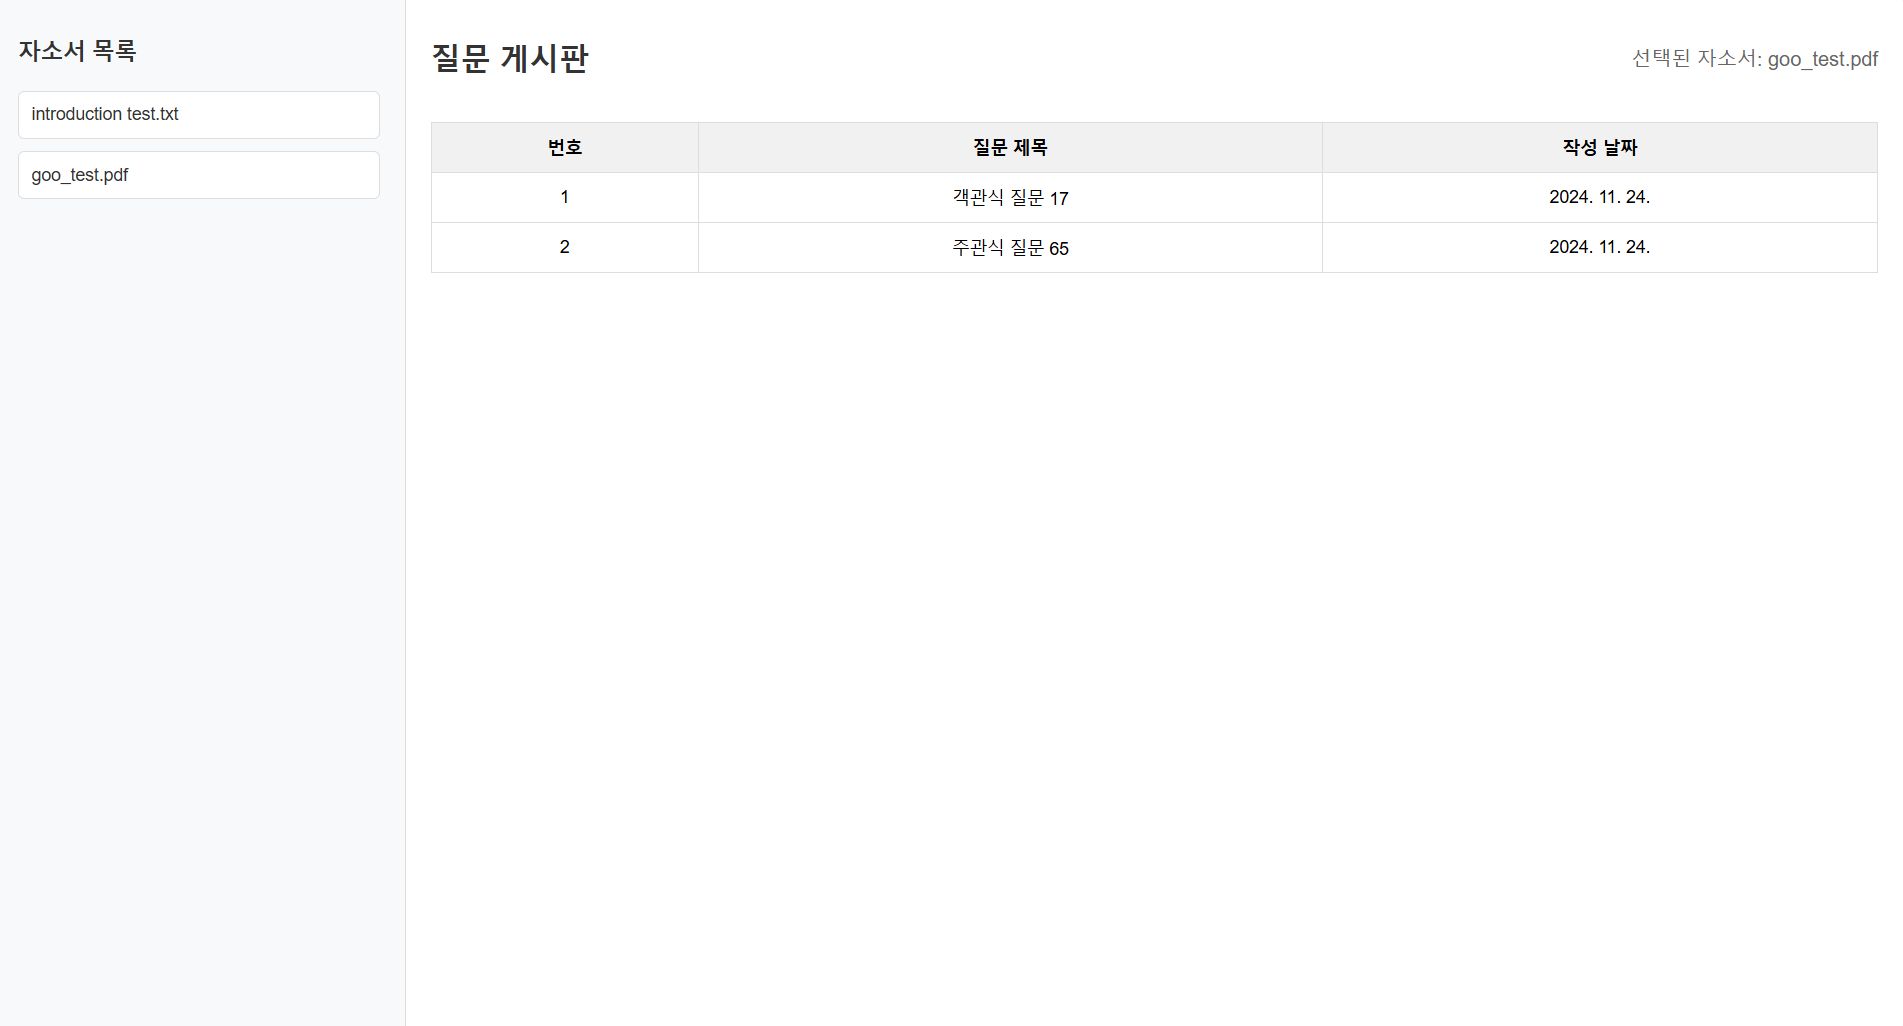 자소서 목록
introduction test.txt
goo_test.pdf
질문 게시판
선택된 자소서: goo_test.pdf
번호 질문 제목 작성 날짜
1 객관식 질문 17 2024. 11. 24.
2 주관식 질문 65 2024. 11. 24.